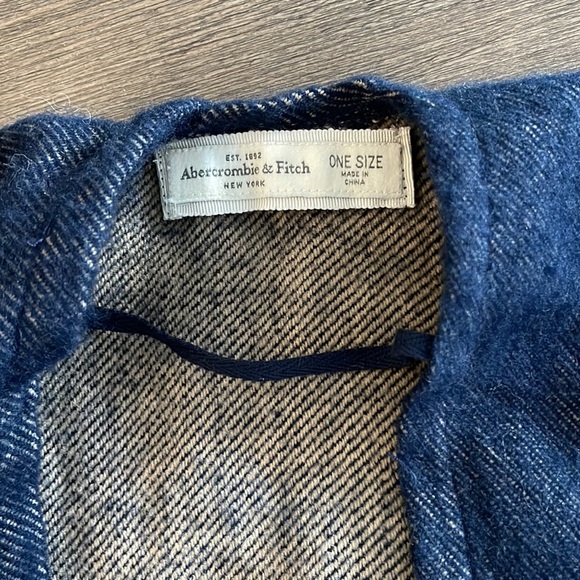 EST. 1892
Abercrombie & Fitch
NEW YORK
ONE SIZE
MADE IN
CHINA